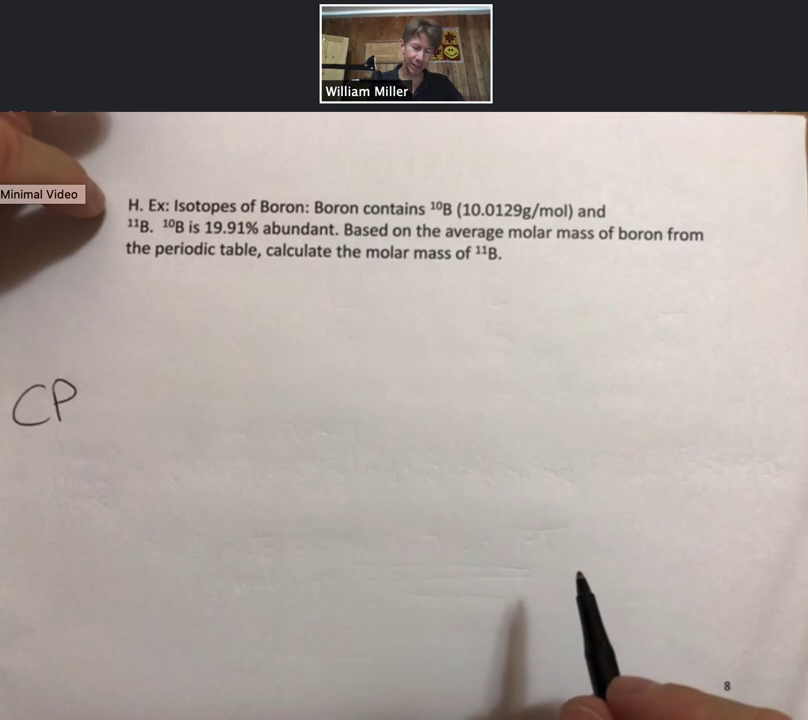 William Miller
Minimal Video
H. Ex: Isotopes of Boron: Boron contains ¹⁰B (10.0129g/mol) and
¹¹B. ¹⁰B is 19.91% abundant. Based on the average molar mass of boron from
the periodic table, calculate the molar mass of ¹¹B.
CP
8